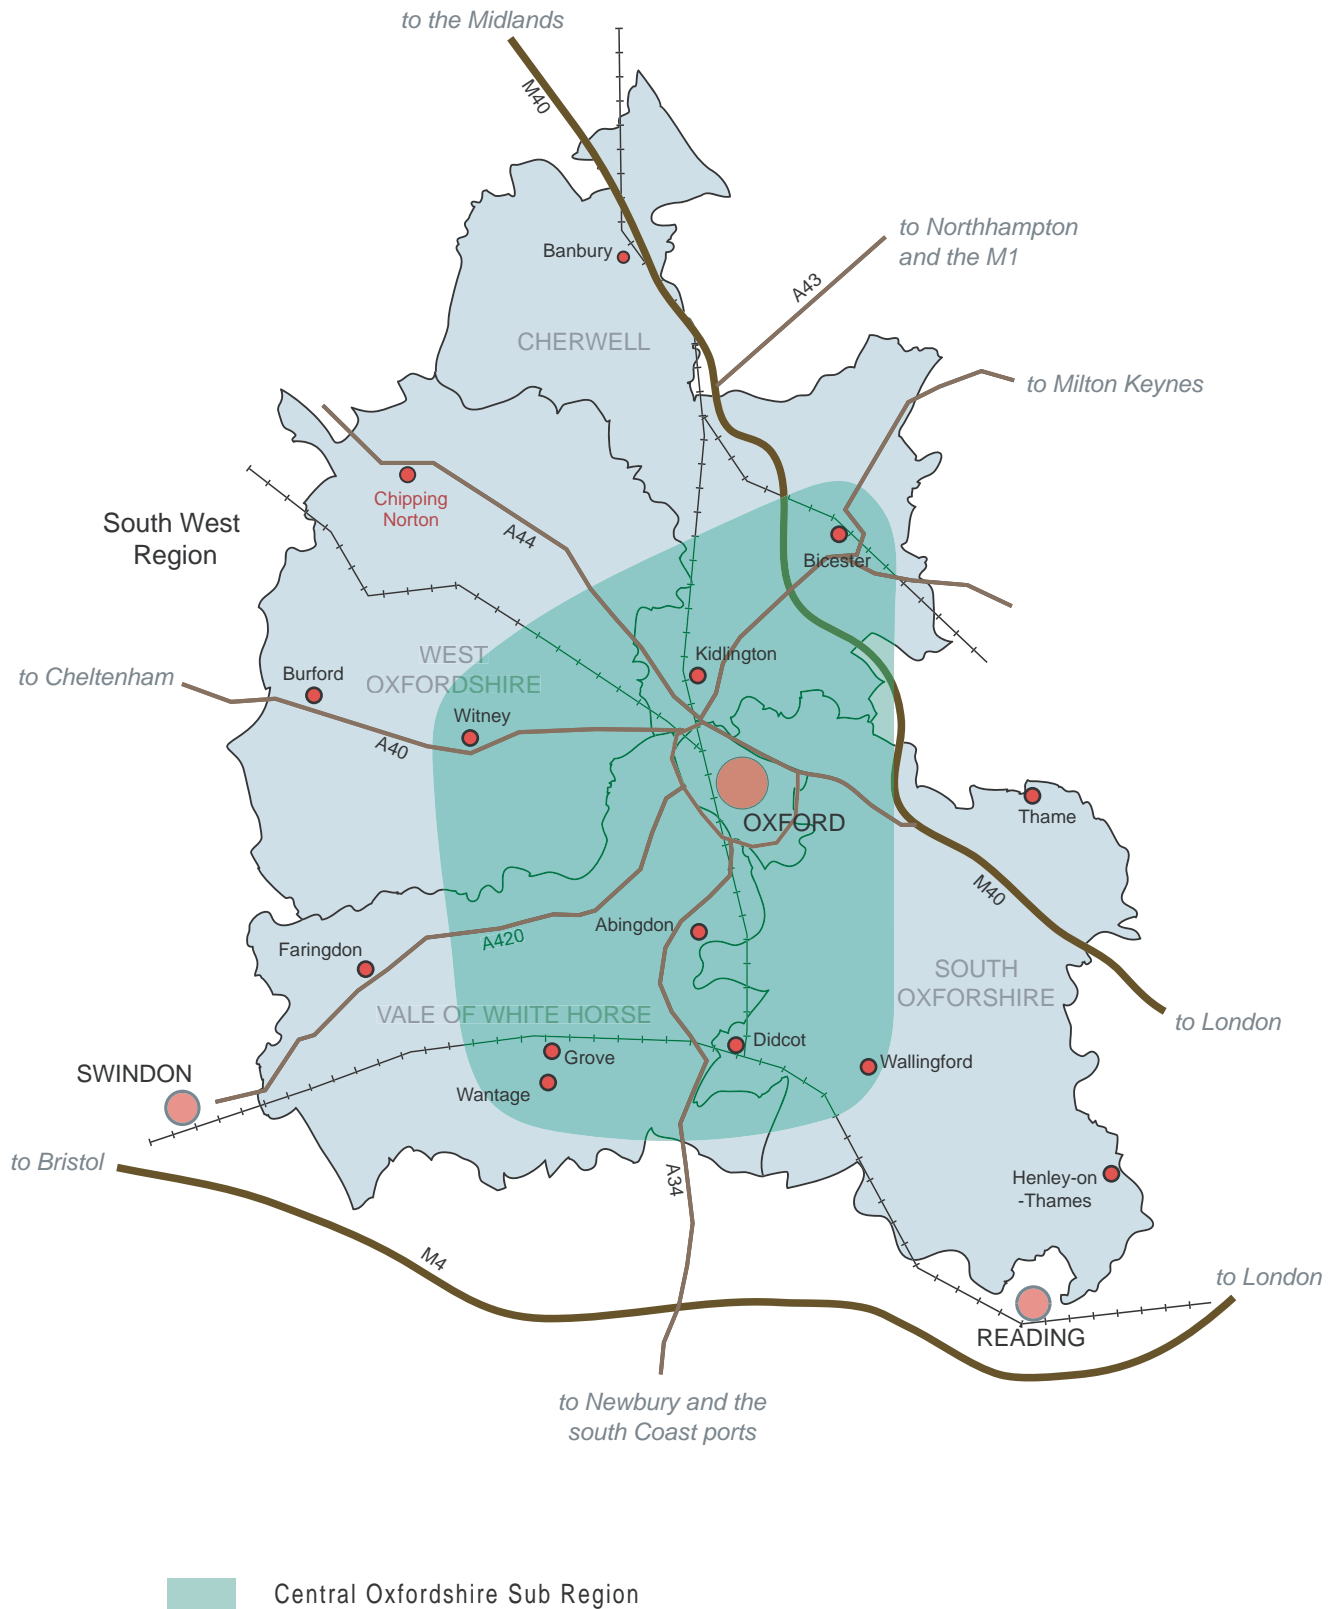 to the Midlands
M40
to Northhampton
and the M1
Banbury
A43
CHERWELL
to Milton Keynes
Chipping
Norton
South West
Region
A44
Bicester
WEST
OXFORDSHIRE
Kidlington
to Cheltenham
Burford
Witney
A40
OXFORD
Thame
M40
Abingdon
A420
Faringdon
SOUTH
OXFORSHIRE
VALE OF WHITE HORSE
to London
Didcot
Grove
Wallingford
SWINDON
Wantage
to Bristol
A34
Henley-on
-Thames
M4
to London
READING
to Newbury and the
south Coast ports
Central Oxfordshire Sub Region